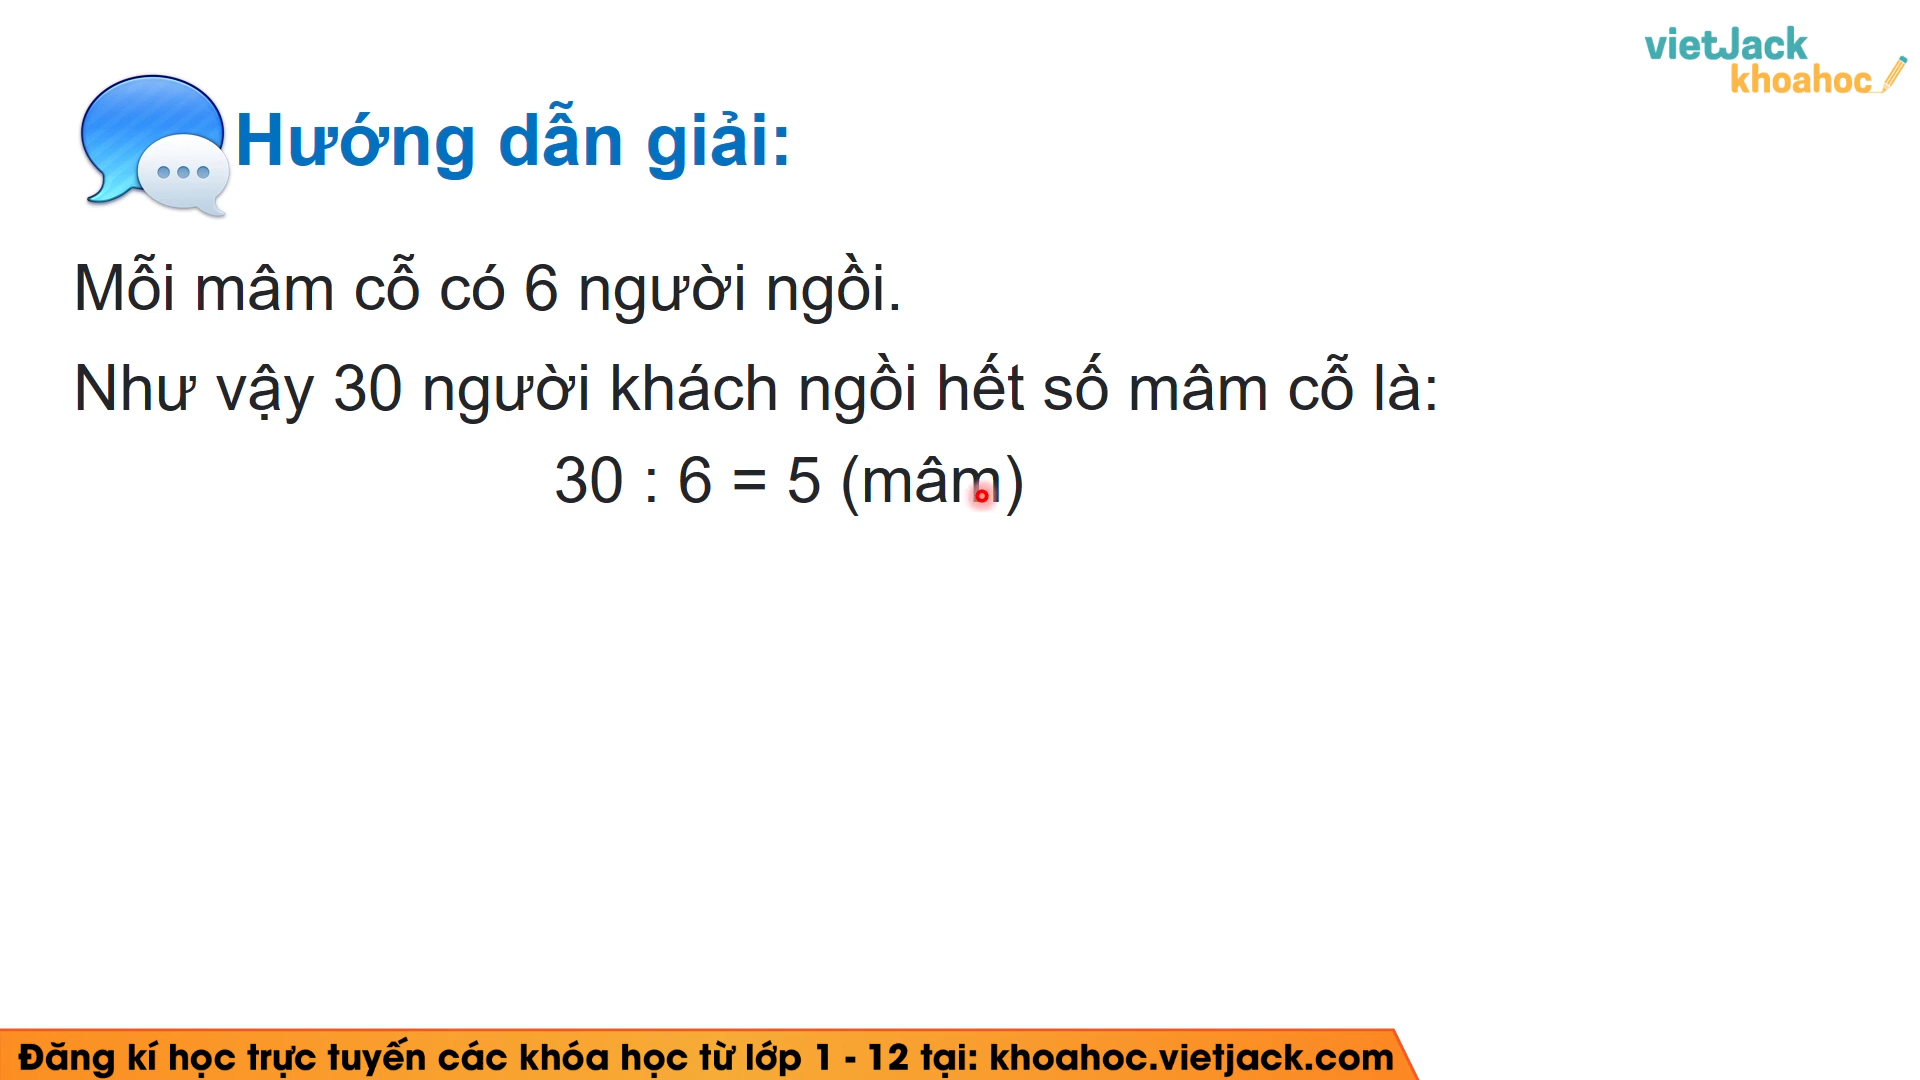 vietJack
khoahoc
Hướng dẫn giải:
Mỗi mâm cỗ có 6 người ngồi.
Như vậy 30 người khách ngồi hết số mâm cỗ là:
30 : 6 = 5 (mâm)
Đăng kí học trực tuyến các khóa học từ lớp 1 - 12 tại: khoahoc.vietjack.com